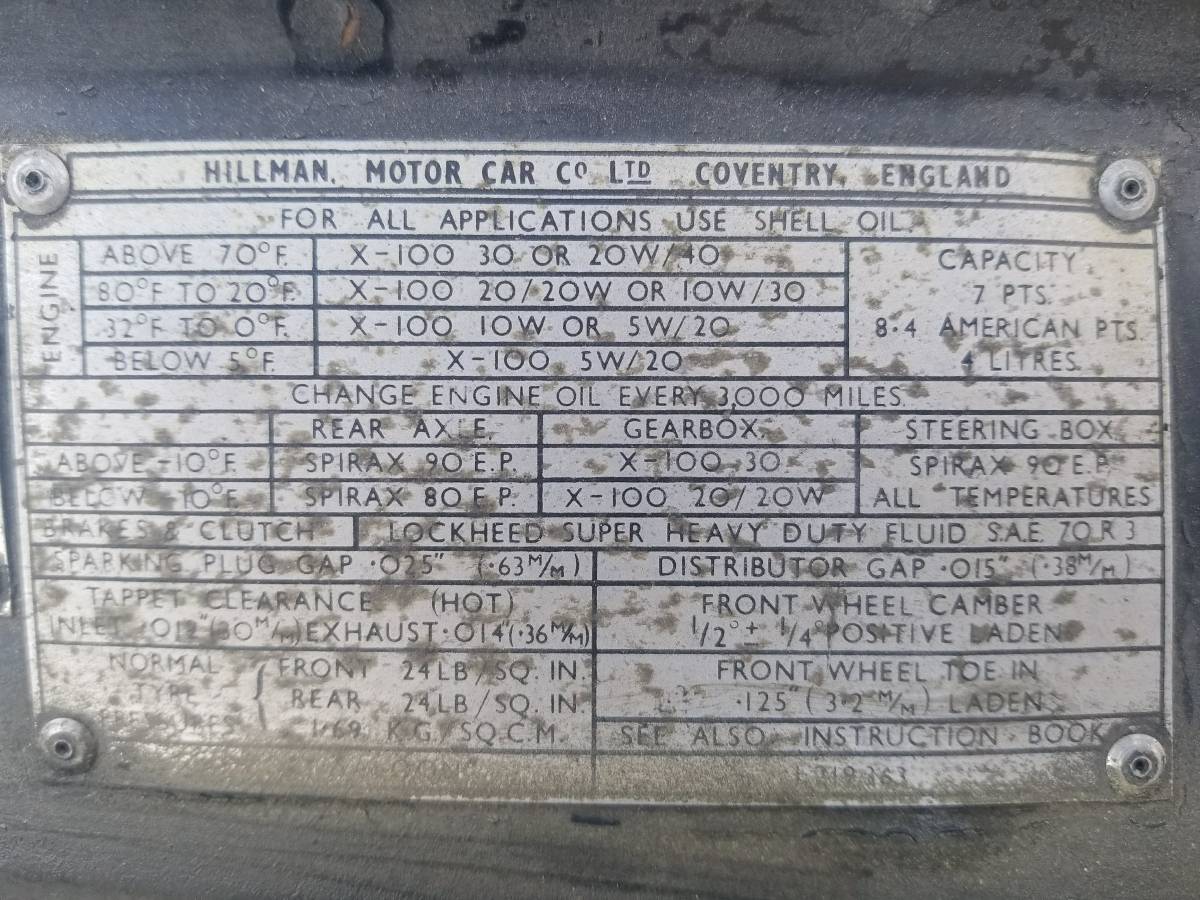 HILLMAN. MOTOR CAR Cº LTD COVENTRY, ENGLAND
FOR ALL APPLICATIONS USE SHELL OIL.
ENGINE
ABOVE 70°F. X-100 30 OR 20W/40
80°F TO 20°F. X-100 20/20W OR 10W/30
32°F TO 0°F. X-100 10W OR 5W/20
BELOW 5°F. X-100 5W/20
CAPACITY
7 PTS.
8·4 AMERICAN PTS.
4 LITRES.
CHANGE ENGINE OIL EVERY 3,000 MILES.
REAR AXLE. GEARBOX. STEERING BOX
ABOVE -10°F. SPIRAX 90 E.P. X-100 30 SPIRAX 90 E.P.
BELOW -10°F. SPIRAX 80 E.P. X-100 20/20W ALL TEMPERATURES
BRAKES & CLUTCH LOCKHEED SUPER HEAVY DUTY FLUID S.A.E. 70 R 3
SPARKING PLUG GAP ·025" (·63M/M) DISTRIBUTOR GAP ·015" (·38M/M)
TAPPET CLEARANCE (HOT)
INLET ·012"(·30M/M) EXHAUST ·014"(·36M/M)
FRONT WHEEL CAMBER
1/2° ± 1/4° POSITIVE LADEN
NORMAL TYRE PRESSURES
FRONT 24LB/SQ. IN.
REAR 24LB/SQ. IN
1·69 K.G./SQ.C.M.
FRONT WHEEL TOE IN
·125" (3·2 M/M) LADEN
SEE ALSO INSTRUCTION BOOK